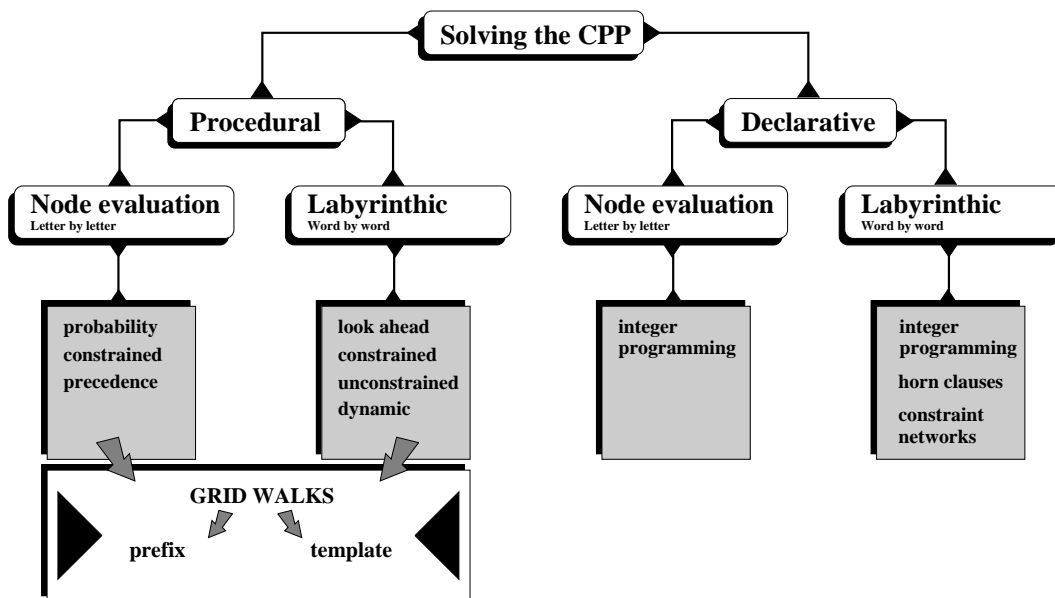 Solving the CPP
Procedural
Declarative
Node evaluation
Letter by letter
Labyrinthic
Word by word
Node evaluation
Letter by letter
Labyrinthic
Word by word
probability
constrained
precedence
look ahead
constrained
unconstrained
dynamic
integer
programming
integer
programming
horn clauses
constraint
networks
GRID WALKS
prefix
template